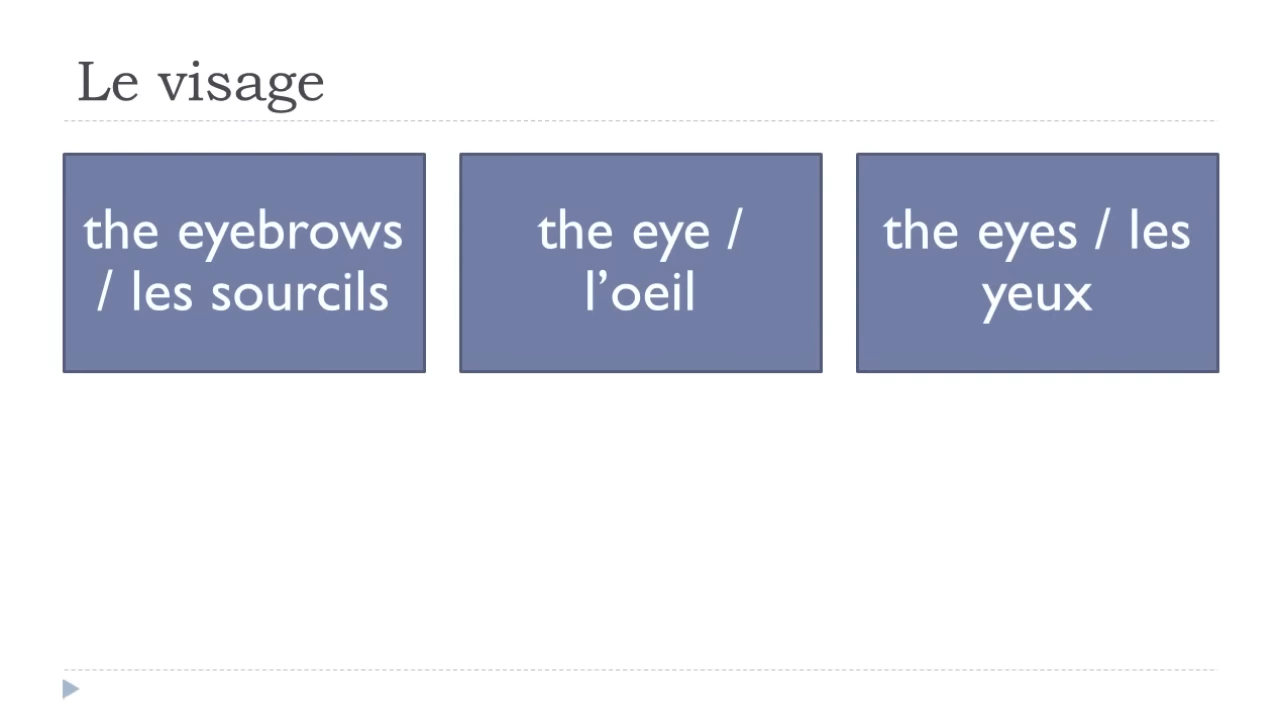 Le visage
the eyebrows
/ les sourcils
the eye /
l’oeil
the eyes / les
yeux